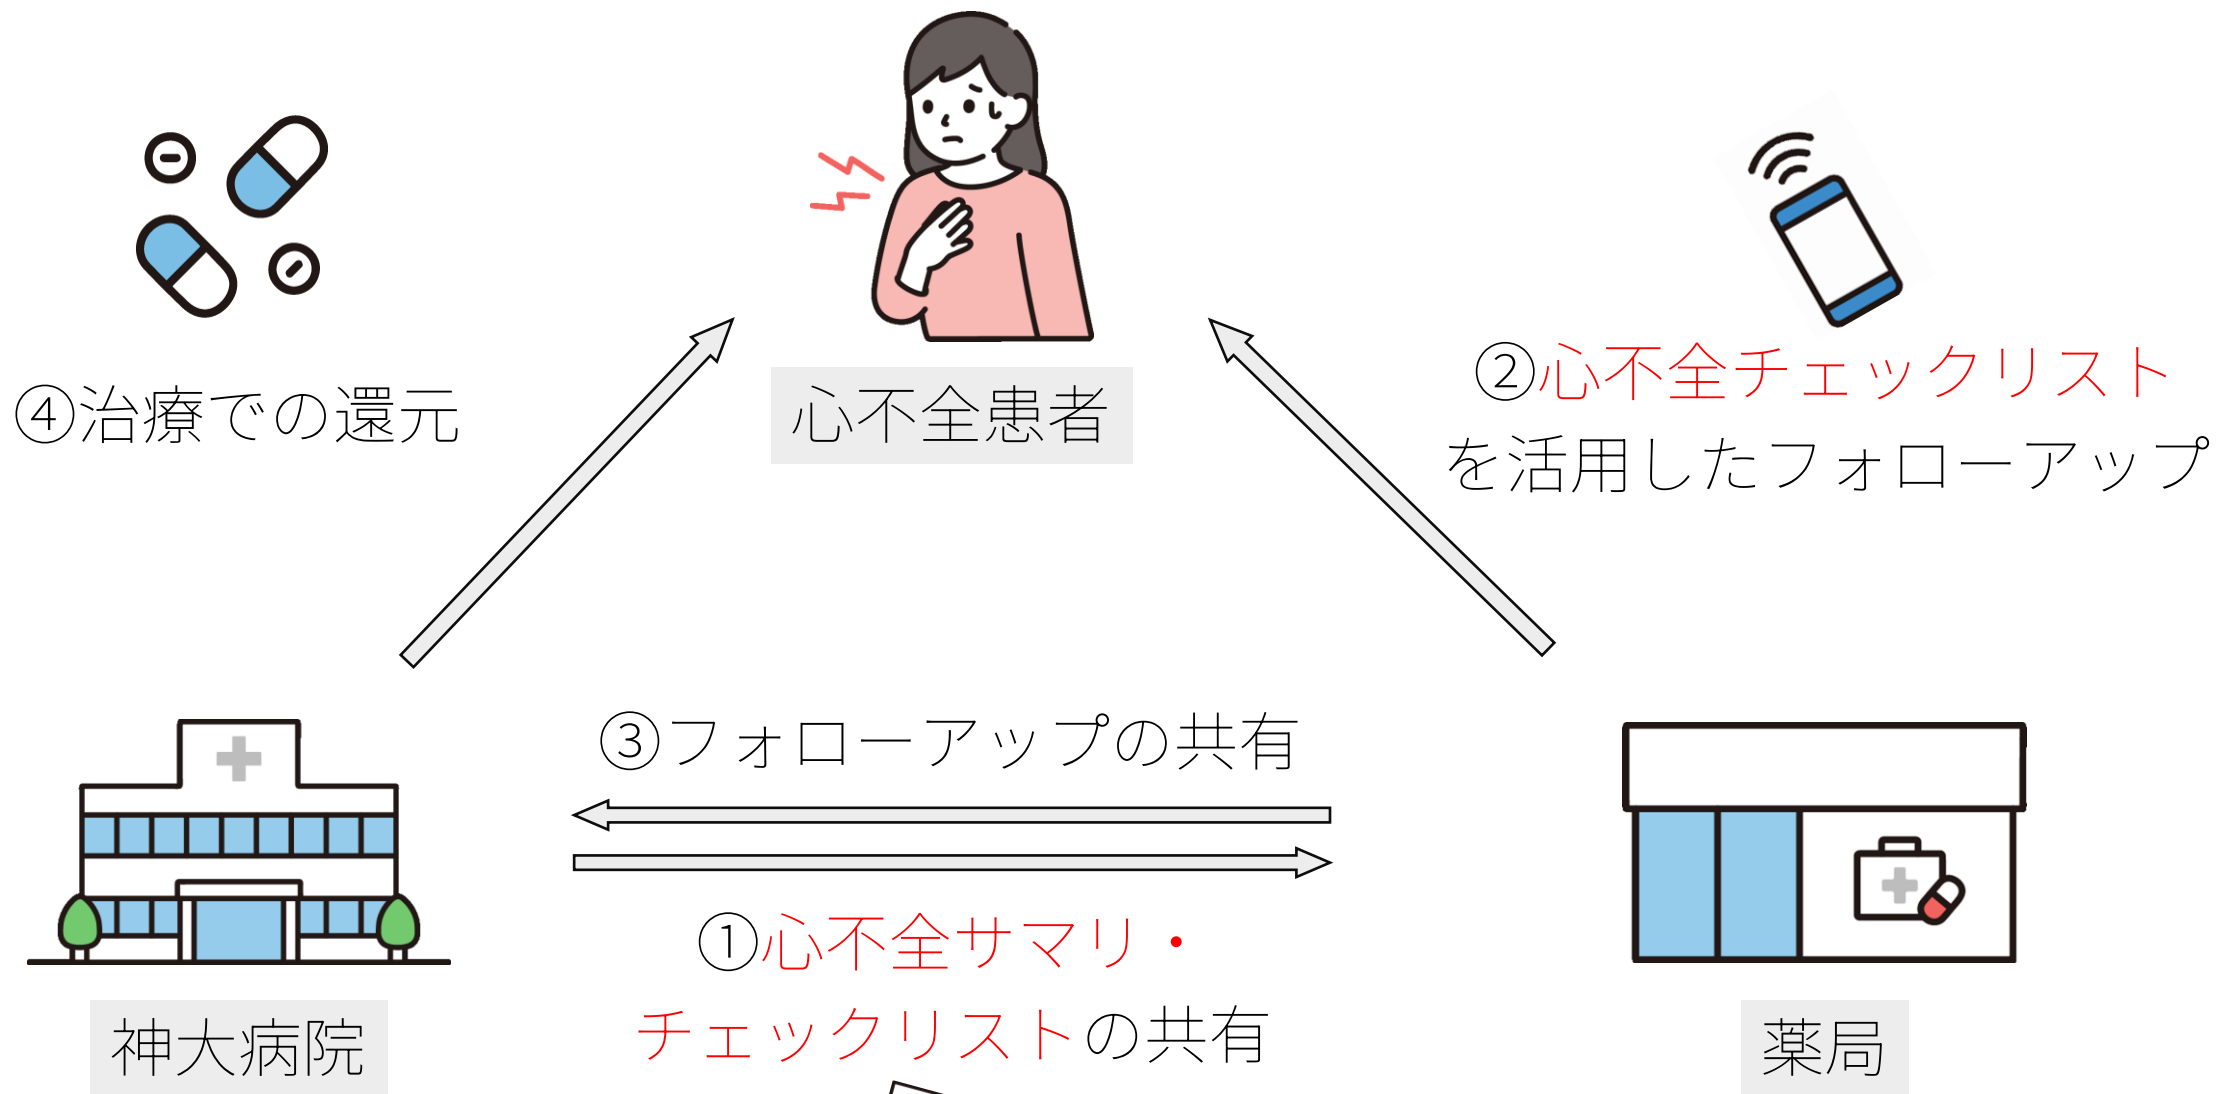 ④治療での還元
心不全患者
②心不全チェックリスト
を活用したフォローアップ
③フォローアップの共有
①心不全サマリ・
チェックリストの共有
神大病院
薬局